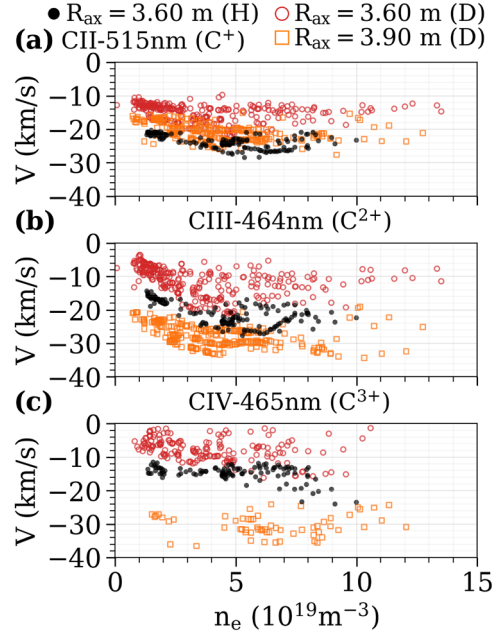 R_ax = 3.60 m (H) R_ax = 3.60 m (D)
(a) CII-515nm (C⁺) R_ax = 3.90 m (D)
0
−10
−20
−30
−40
V (km/s)
(b) CIII-464nm (C²⁺)
0
−10
−20
−30
−40
V (km/s)
(c) CIV-465nm (C³⁺)
0
−10
−20
−30
−40
V (km/s)
0 5 10 15
n_e (10¹⁹m⁻³)